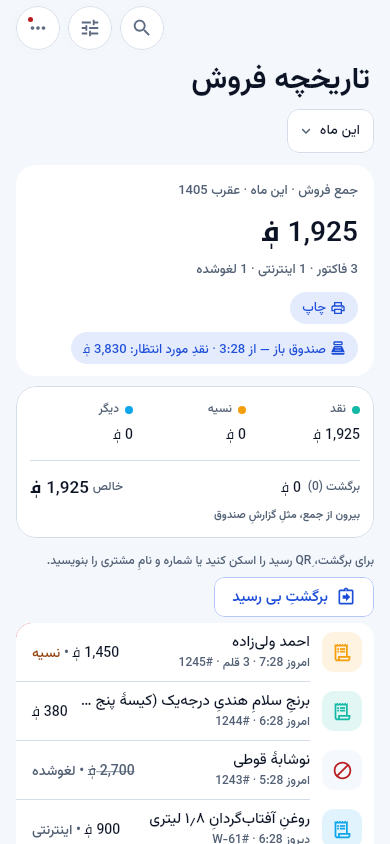 تاریخچه فروش
این ماه
جمع فروش · این ماه · عقرب 1405
1,925 ؋
3 فاکتور · 1 اینترنتی · 1 لغوشده
چاپ
صندوق باز — از 3:28 · نقدِ مورد انتظار: 3,830 ؋
نقد
نسیه
دیگر
1,925 ؋
0 ؋
0 ؋
برگشت (0) 0 ؋
خالص 1,925 ؋
بیرون از جمع، مثلِ گزارشِ صندوق
برای برگشت، QR رسید را اسکن کنید یا شماره و نامِ مشتری را بنویسید.
برگشتِ بی رسید
احمد ولی‌زاده
1,450 ؋ • نسیه
امروز 7:28 · 3 قلم · #1245
برنجِ سلامِ هندیِ درجه‌یک (کیسهٔ پنج ...
380 ؋
امروز 6:28 · #1244
نوشابهٔ قوطی
2,700 ؋ • لغوشده
امروز 5:28 · #1243
روغنِ آفتاب‌گردانِ ۱٫۸ لیتری
900 ؋ • اینترنتی
دیروز 6:28 · #W-61